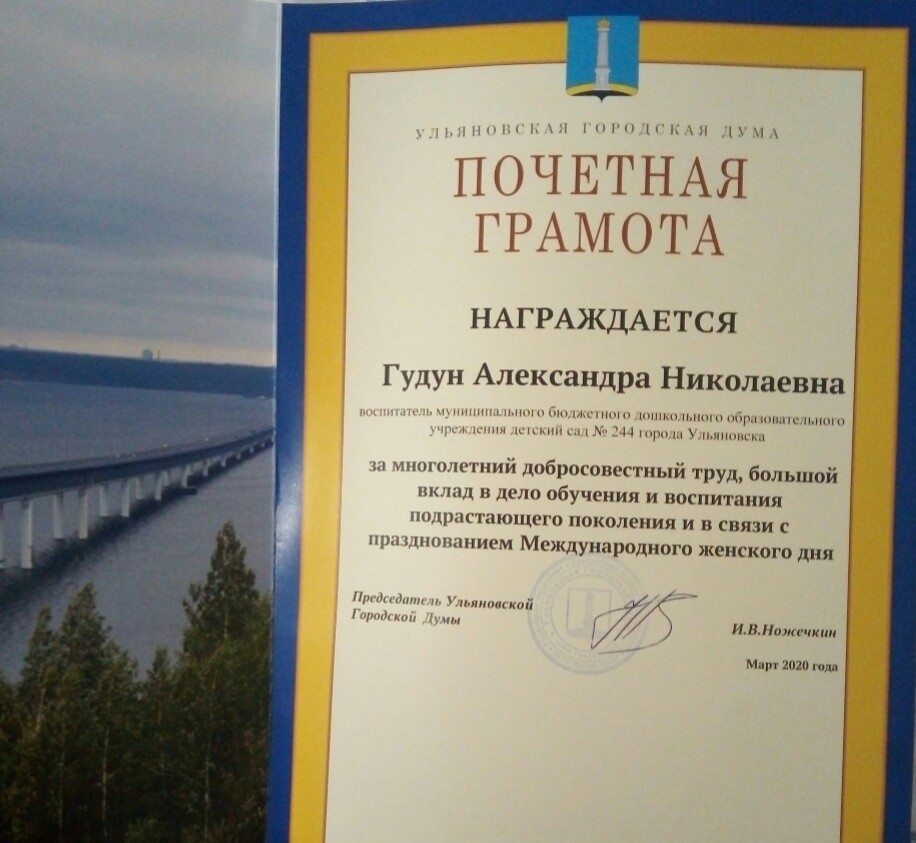 УЛЬЯНОВСКАЯ ГОРОДСКАЯ ДУМА
ПОЧЕТНАЯ
ГРАМОТА
НАГРАЖДАЕТСЯ
Гудун Александра Николаевна
воспитатель муниципального бюджетного дошкольного образовательного
учреждения детский сад № 244 города Ульяновска
за многолетний добросовестный труд, большой
вклад в дело обучения и воспитания
подрастающего поколения и в связи с
празднованием Международного женского дня
Председатель Ульяновской
Городской Думы
И.В.Ножечкин
Март 2020 года